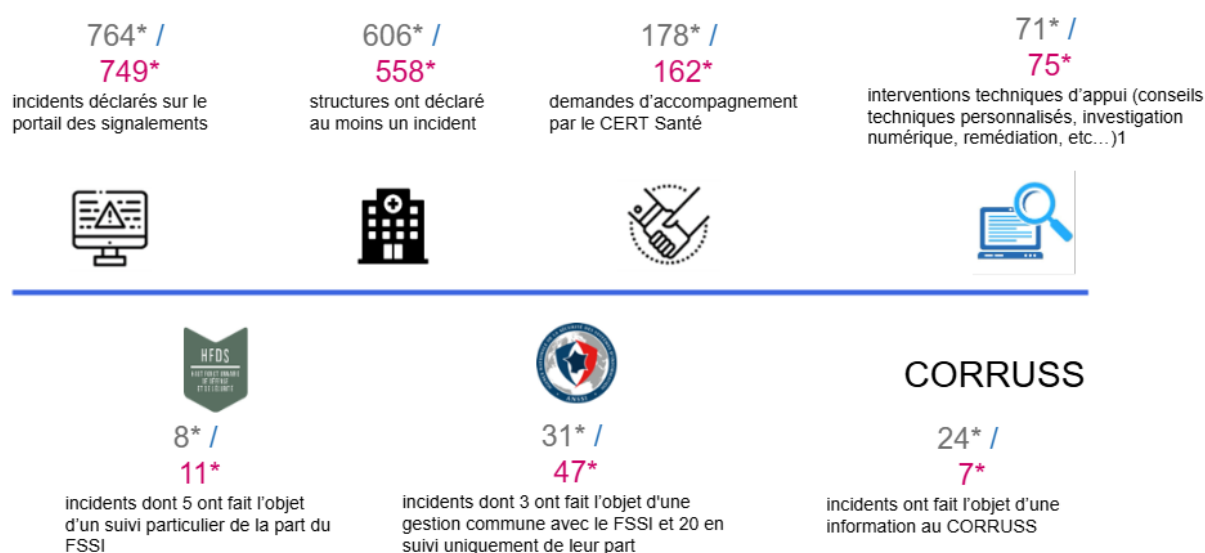 764* /
749*
incidents déclarés sur le
portail des signalements
606* /
558*
structures ont déclaré
au moins un incident
178* /
162*
demandes d'accompagnement
par le CERT Santé
71* /
75*
interventions techniques d'appui (conseils
techniques personnalisés, investigation
numérique, remédiation, etc…)1
HFDS
8* /
11*
incidents dont 5 ont fait l'objet
d'un suivi particulier de la part du
FSSI
ANSSI
31* /
47*
incidents dont 3 ont fait l'objet d'une
gestion commune avec le FSSI et 20 en
suivi uniquement de leur part
CORRUSS
24* /
7*
incidents ont fait l'objet d'une
information au CORRUSS